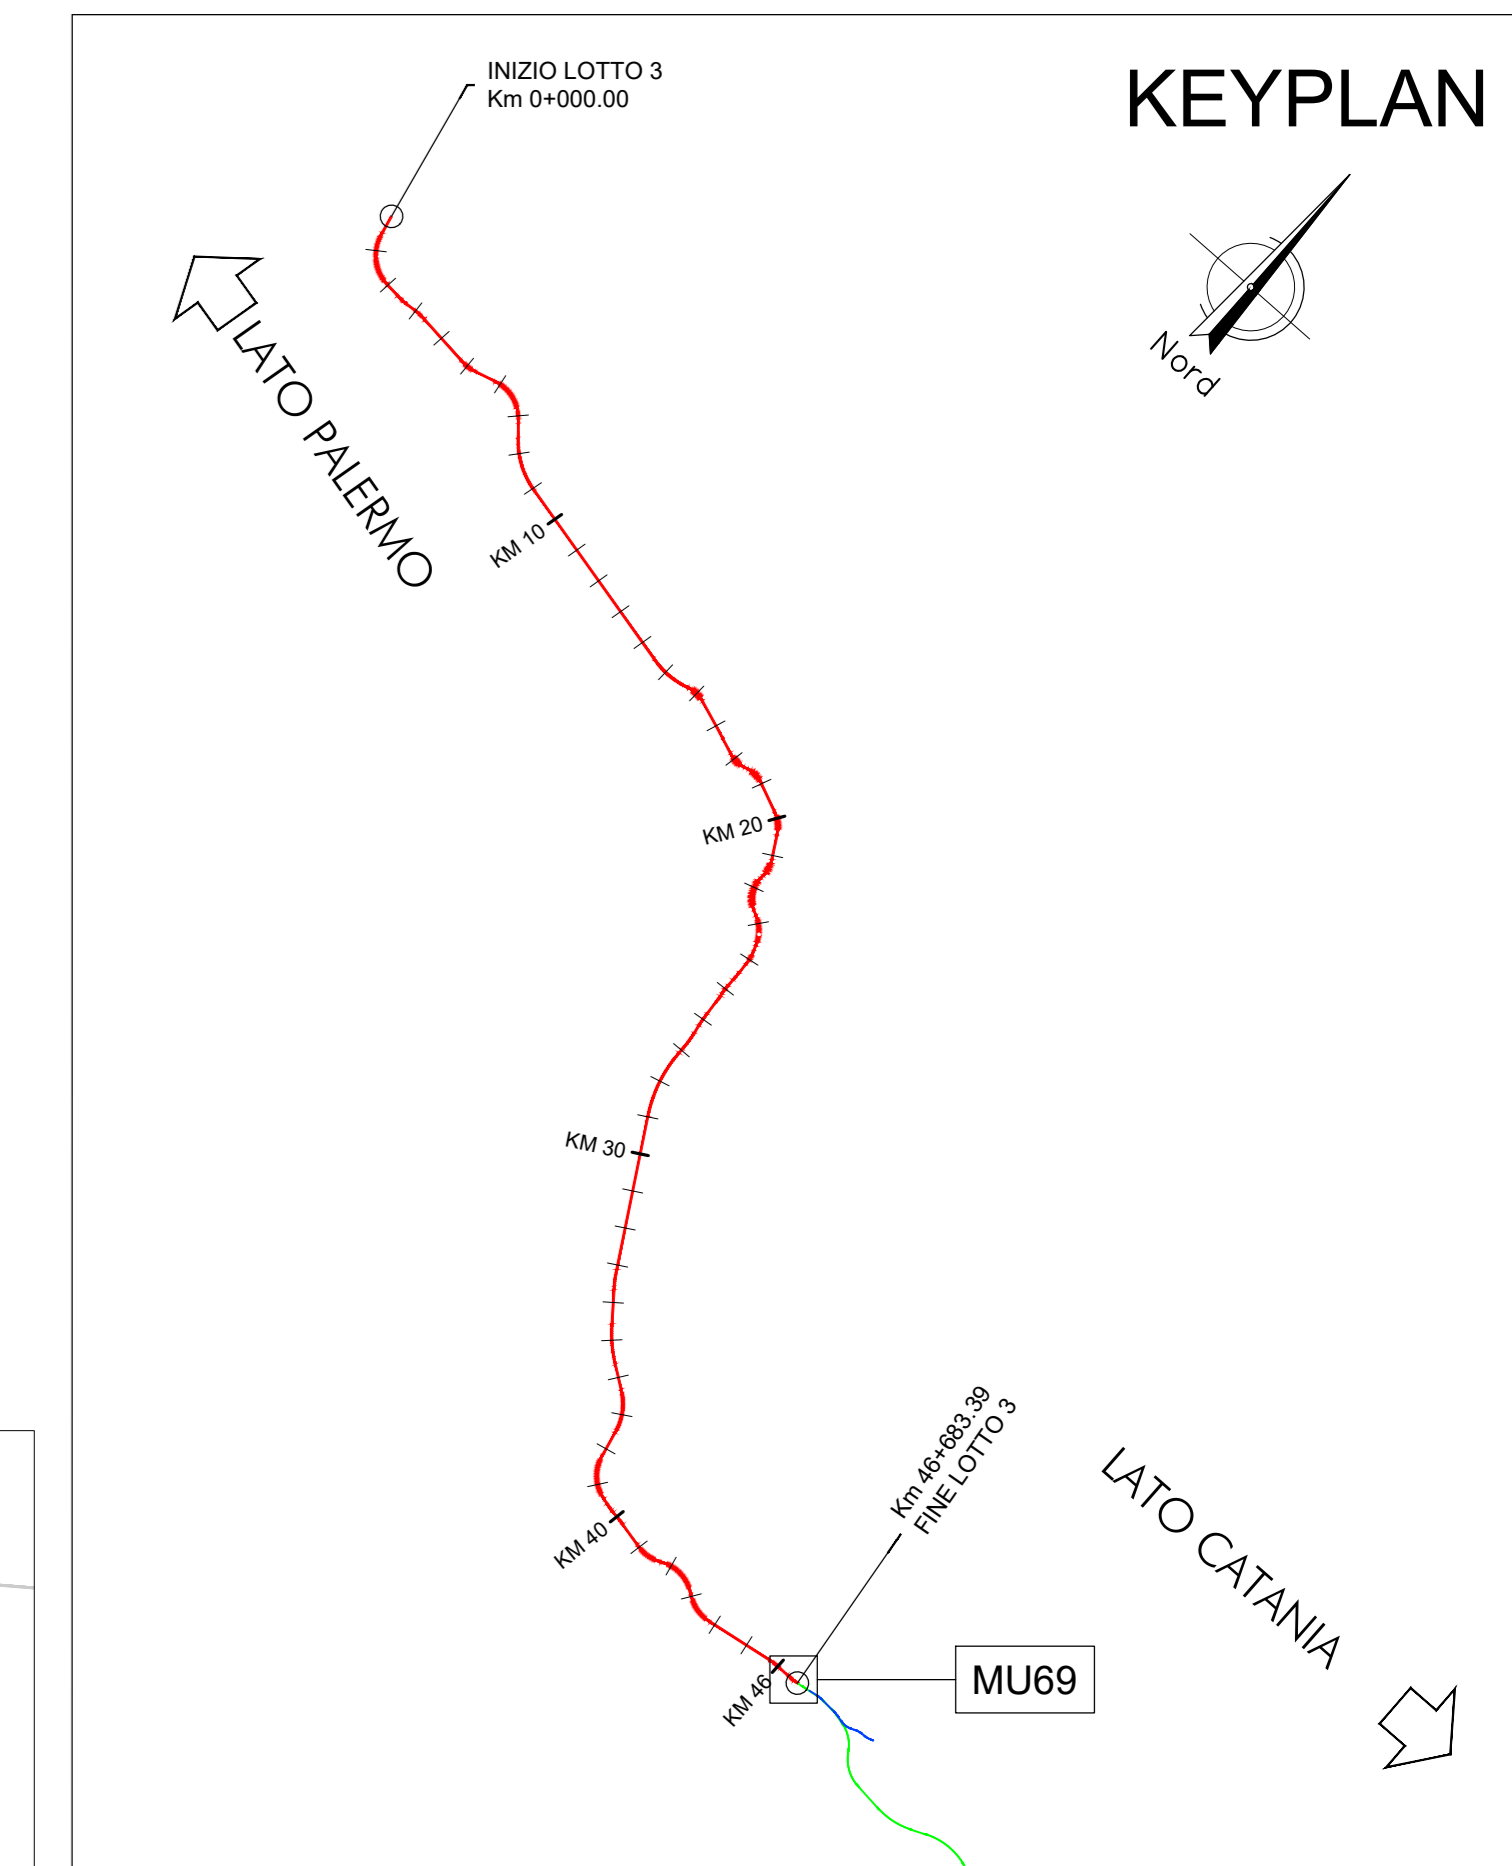 INIZIO LOTTO 3
Km 0+000.00
KEYPLAN
Nord
LATO PALERMO
KM 10
KM 20
KM 30
Km 46+683.39
FINE LOTTO 3
LATO CATANIA
KM 40
KM 46
MU69